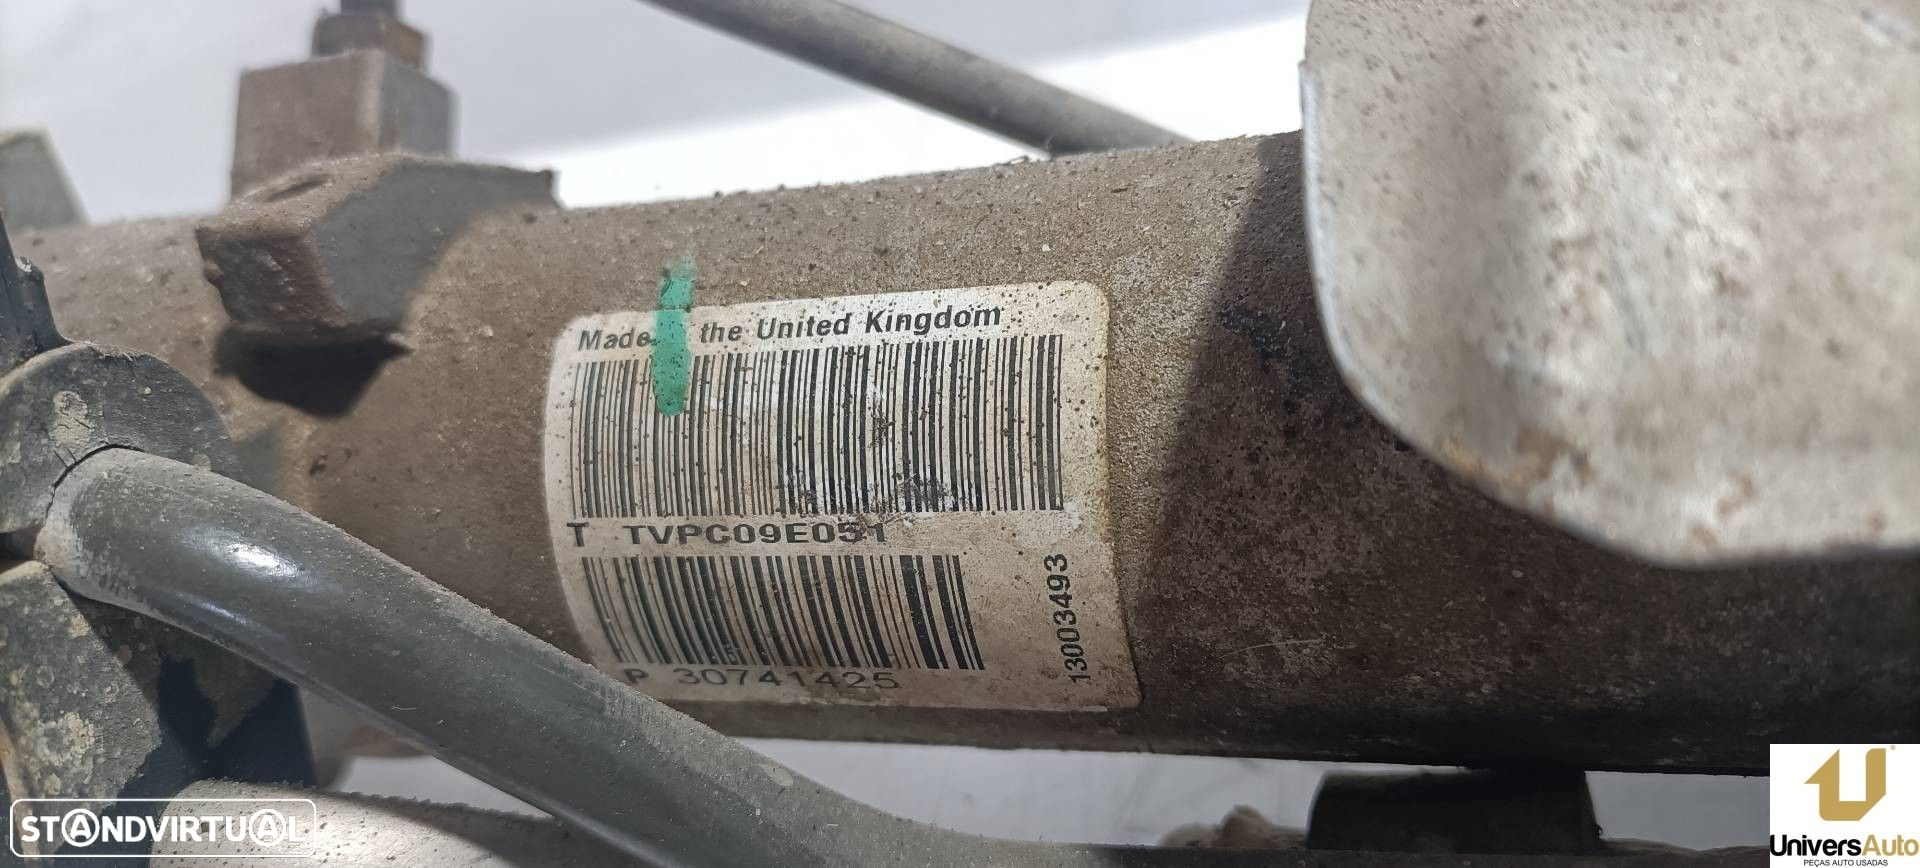 Made the United Kingdom
T TVPC09E051
P 30741425
13003493
STANDVIRTUAL
UniversAuto
PEÇAS AUTO USADAS